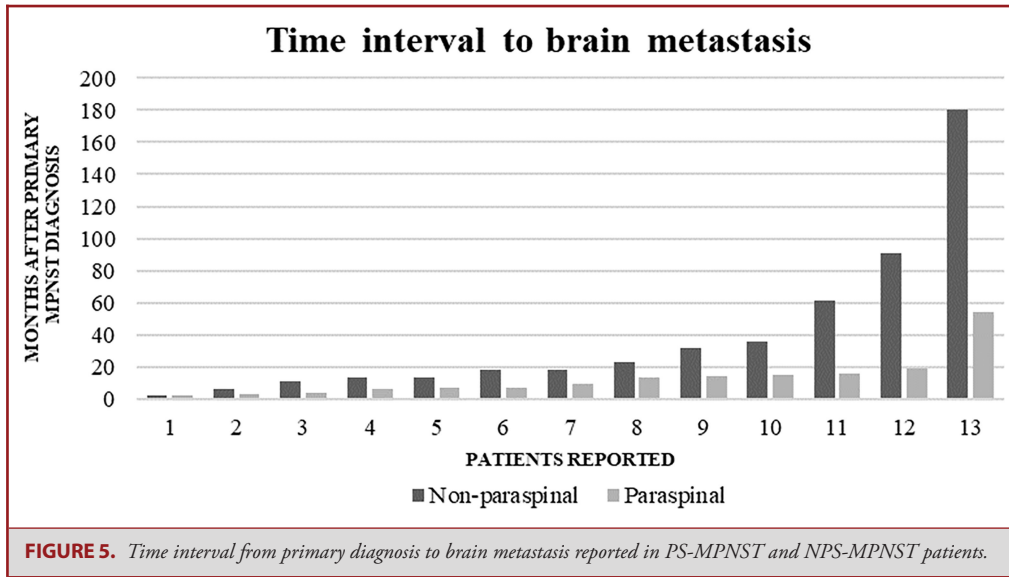 Time interval to brain metastasis
MONTHS AFTER PRIMARY
MPNST DIAGNOSIS
200
180
160
140
120
100
80
60
40
20
0
1 2 3 4 5 6 7 8 9 10 11 12 13
PATIENTS REPORTED
Non-paraspinal Paraspinal
FIGURE 5. Time interval from primary diagnosis to brain metastasis reported in PS-MPNST and NPS-MPNST patients.